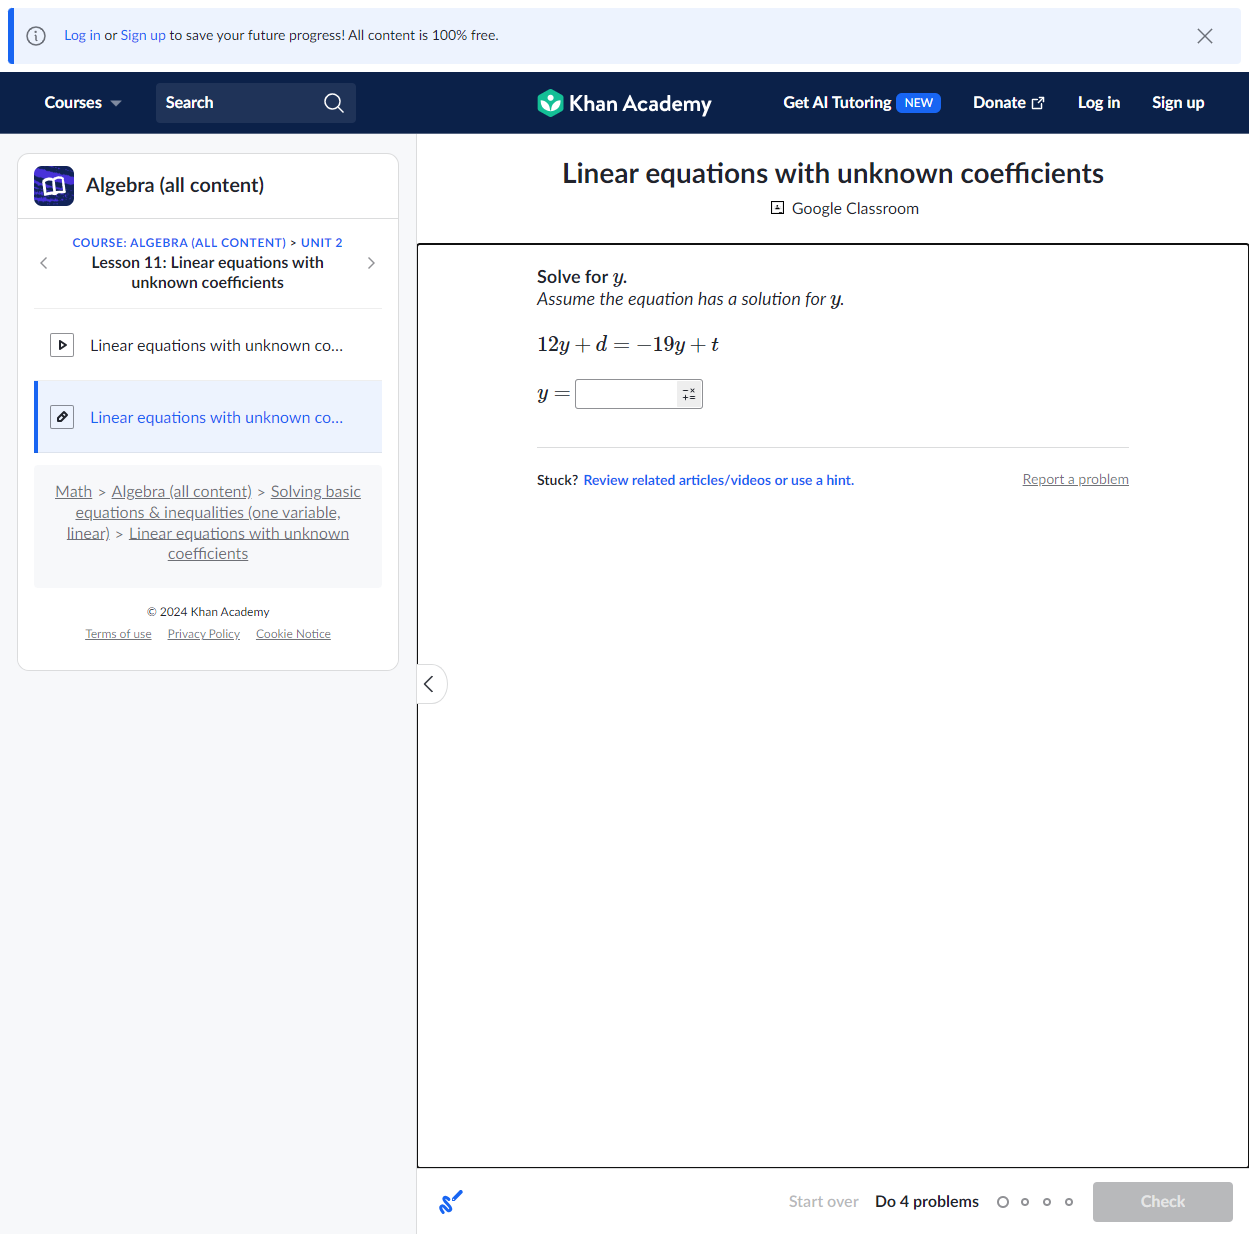 Log in or Sign up to save your future progress! All content is 100% free.
Courses
Search
Khan Academy
Get AI Tutoring NEW
Donate
Log in
Sign up
Algebra (all content)
COURSE: ALGEBRA (ALL CONTENT) > UNIT 2
Lesson 11: Linear equations with
unknown coefficients
Linear equations with unknown co...
Linear equations with unknown co...
Math > Algebra (all content) > Solving basic
equations & inequalities (one variable,
linear) > Linear equations with unknown
coefficients
© 2024 Khan Academy
Terms of use Privacy Policy Cookie Notice
Linear equations with unknown coefficients
Google Classroom
Solve for y.
Assume the equation has a solution for y.
12y + d = −19y + t
y =
Stuck? Review related articles/videos or use a hint.
Report a problem
Start over
Do 4 problems
Check